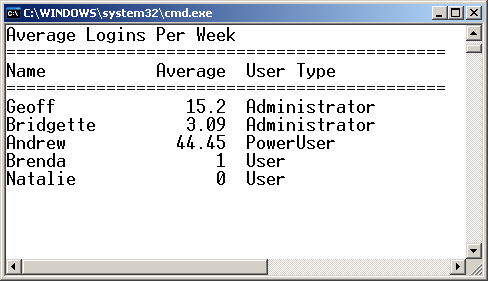 C:\WINDOWS\system32\cmd.exe
Average Logins Per Week
============================================
Name           Average  User Type
============================================
Geoff             15.2  Administrator
Bridgette         3.09  Administrator
Andrew           44.45  PowerUser
Brenda               1  User
Natalie              0  User